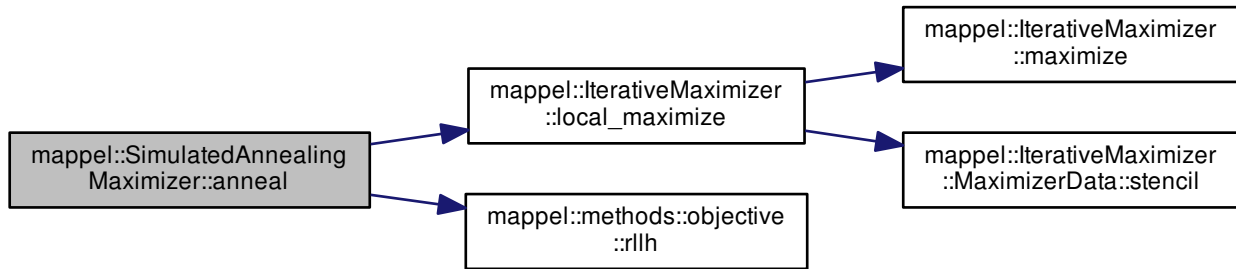 mappel::SimulatedAnnealing
Maximizer::anneal
mappel::IterativeMaximizer
::local_maximize
mappel::methods::objective
::rllh
mappel::IterativeMaximizer
::maximize
mappel::IterativeMaximizer
::MaximizerData::stencil